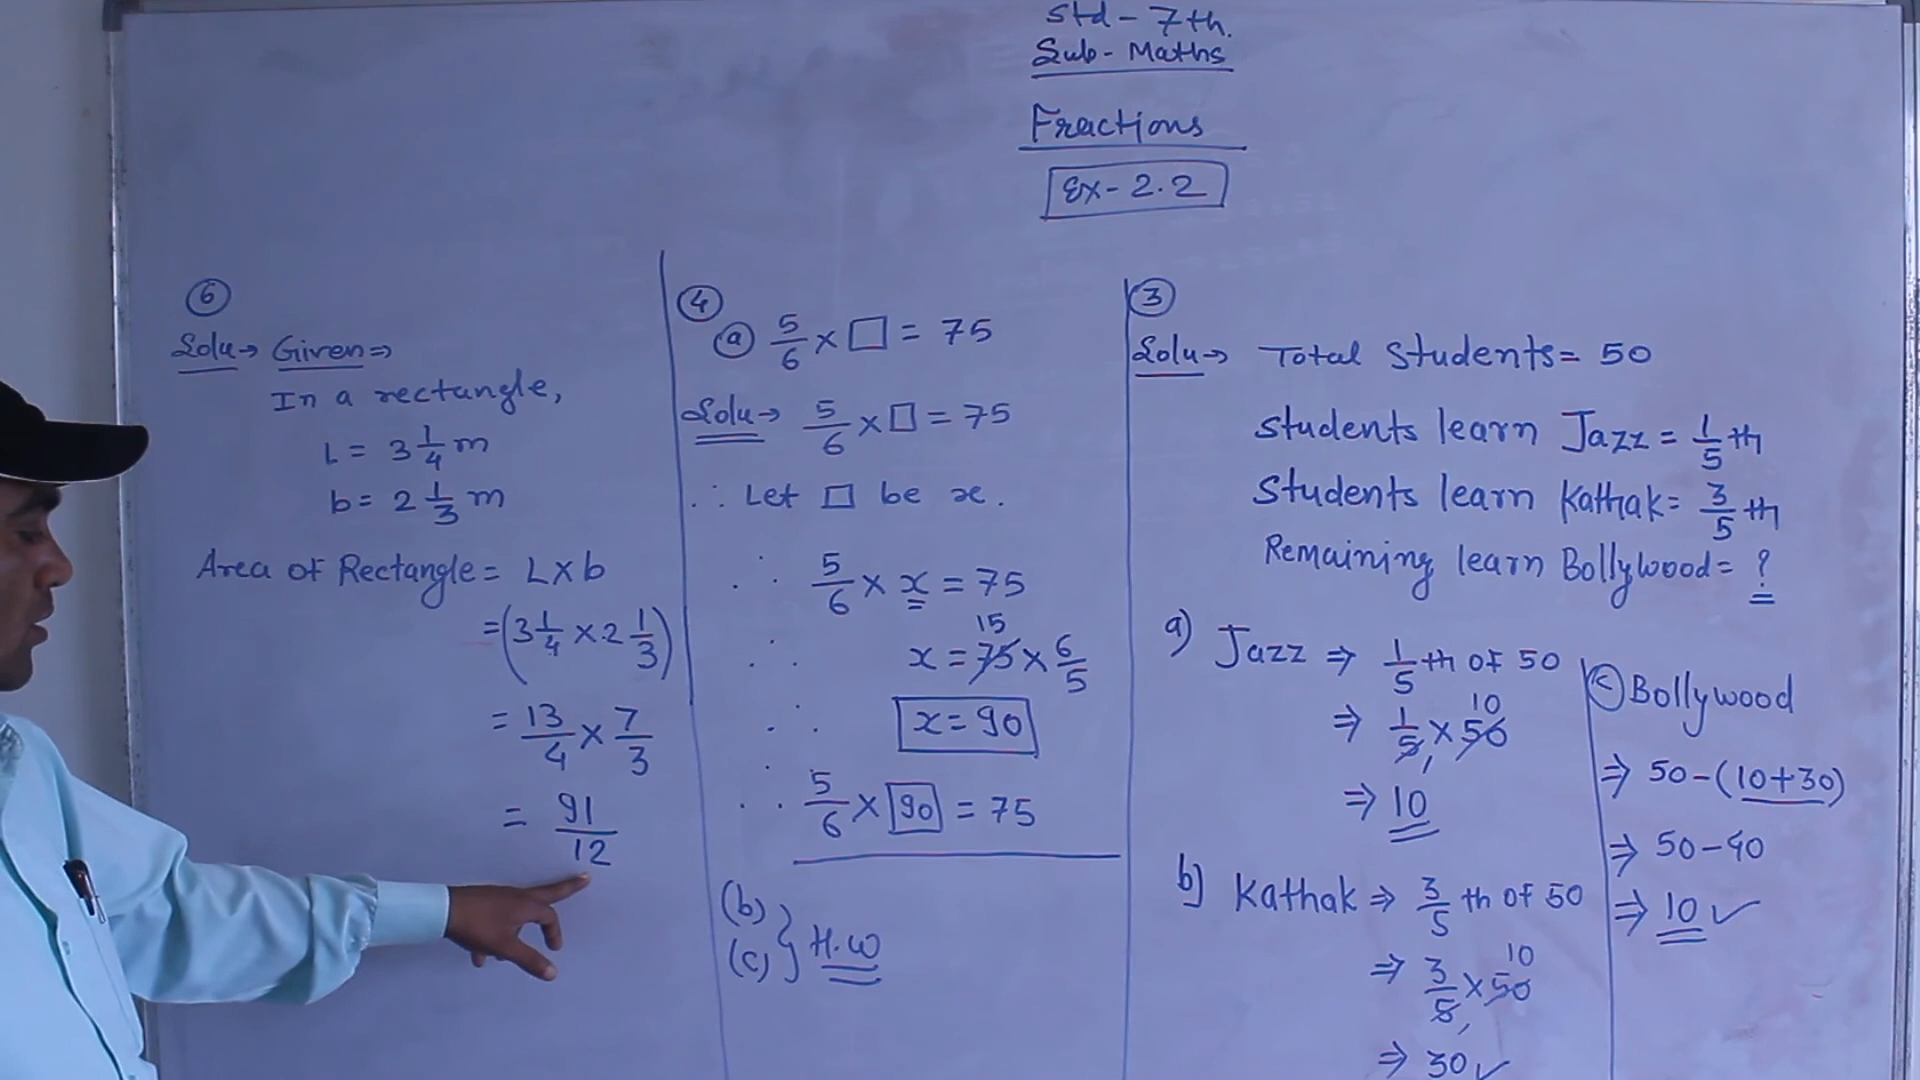 Std - 7th.
Sub - Maths
Fractions
Ex - 2.2
⑥
Solu → Given ⇒
In a rectangle,
L = 3 1/4 m
b = 2 1/3 m
Area of Rectangle = L × b
= (3 1/4 × 2 1/3)
= 13/4 × 7/3
= 91/12
④
ⓐ 5/6 × □ = 75
Solu → 5/6 × □ = 75
∴ Let □ be x.
∴ 5/6 × x = 75
15
∴ x = 75 × 6/5
∴ x = 90
∴ 5/6 × 90 = 75
(b)
(c) } H.W
③
Solu → Total Students = 50
Students learn Jazz = 1/5 th
Students learn Kathak = 3/5 th
Remaining learn Bollywood = ?
a) Jazz ⇒ 1/5 th of 50
10
⇒ 1/5 × 50
1
⇒ 10
b) Kathak ⇒ 3/5 th of 50
10
⇒ 3/5 × 50
1
⇒ 30 ✓
ⓒ Bollywood
⇒ 50 - (10 + 30)
⇒ 50 - 40
⇒ 10 ✓